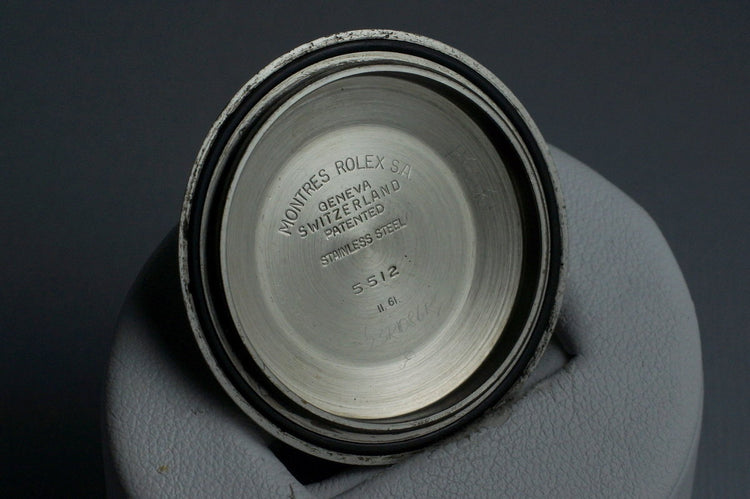 MONTRES ROLEX S.A.
GENEVA
SWITZERLAND
PATENTED
STAINLESS STEEL
5512
II 61